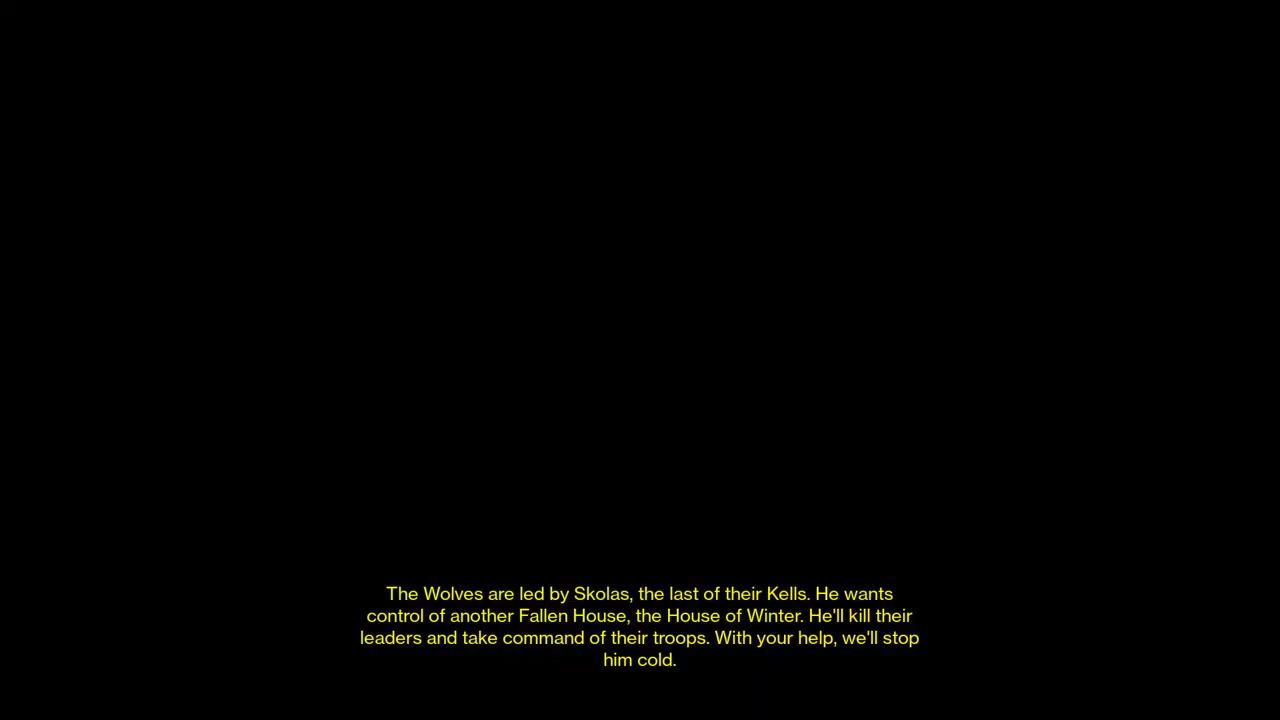 The Wolves are led by Skolas, the last of their Kells. He wants
control of another Fallen House, the House of Winter. He'll kill their
leaders and take command of their troops. With your help, we'll stop
him cold.